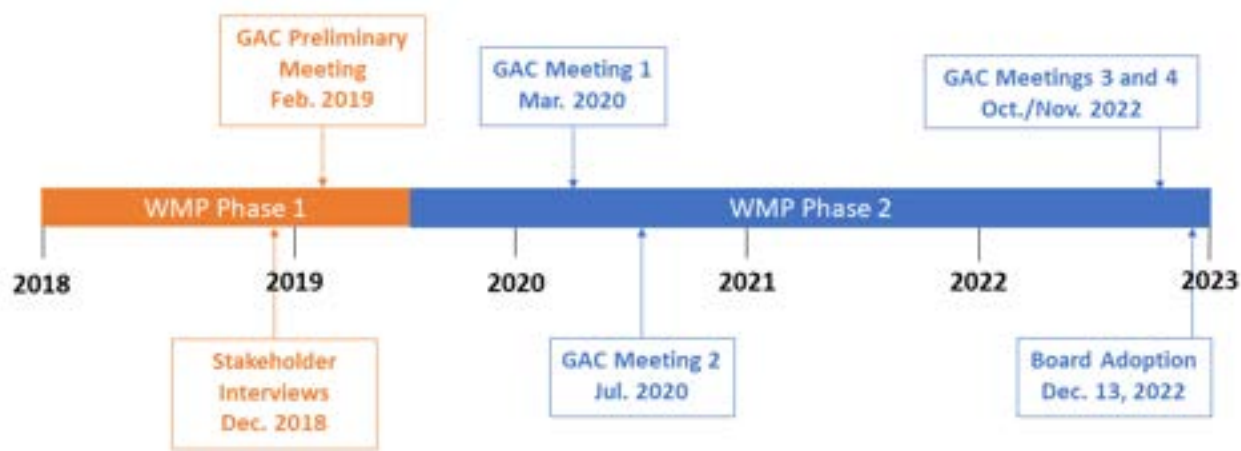 GAC Preliminary
Meeting
Feb. 2019
GAC Meeting 1
Mar. 2020
GAC Meetings 3 and 4
Oct./Nov. 2022
WMP Phase 1
WMP Phase 2
2018
2019
2020
2021
2022
2023
Stakeholder
Interviews
Dec. 2018
GAC Meeting 2
Jul. 2020
Board Adoption
Dec. 13, 2022